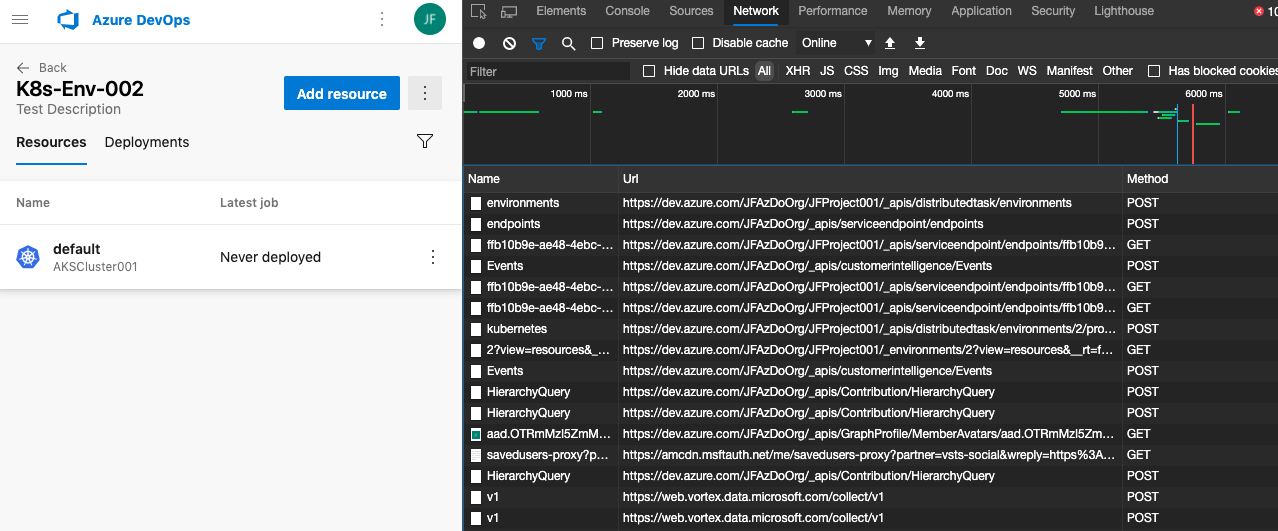 Azure DevOps
JF
Back
K8s-Env-002
Test Description
Add resource
Resources
Deployments
Name
Latest job
default
AKSCluster001
Never deployed
Elements Console Sources Network Performance Memory Application Security Lighthouse 10
Preserve log Disable cache Online
Filter Hide data URLs All XHR JS CSS Img Media Font Doc WS Manifest Other Has blocked cookies
1000 ms 2000 ms 3000 ms 4000 ms 5000 ms 6000 ms
Name Url Method
environments https://dev.azure.com/JFAzDoOrg/JFProject001/_apis/distributedtask/environments POST
endpoints https://dev.azure.com/JFAzDoOrg/_apis/serviceendpoint/endpoints POST
ffb10b9e-ae48-4ebc-... https://dev.azure.com/JFAzDoOrg/JFProject001/_apis/serviceendpoint/endpoints/ffb10b9... GET
Events https://dev.azure.com/JFAzDoOrg/_apis/customerintelligence/Events POST
ffb10b9e-ae48-4ebc-... https://dev.azure.com/JFAzDoOrg/JFProject001/_apis/serviceendpoint/endpoints/ffb10b9... GET
ffb10b9e-ae48-4ebc-... https://dev.azure.com/JFAzDoOrg/JFProject001/_apis/serviceendpoint/endpoints/ffb10b9... GET
kubernetes https://dev.azure.com/JFAzDoOrg/JFProject001/_apis/distributedtask/environments/2/pro... POST
2?view=resources&_... https://dev.azure.com/JFAzDoOrg/JFProject001/_environments/2?view=resources&__rt=f... GET
Events https://dev.azure.com/JFAzDoOrg/_apis/customerintelligence/Events POST
HierarchyQuery https://dev.azure.com/JFAzDoOrg/_apis/Contribution/HierarchyQuery POST
HierarchyQuery https://dev.azure.com/JFAzDoOrg/_apis/Contribution/HierarchyQuery POST
aad.OTRmMzI5ZmM... https://dev.azure.com/JFAzDoOrg/_apis/GraphProfile/MemberAvatars/aad.OTRmMzI5Zm... GET
savedusers-proxy?p... https://amcdn.msftauth.net/me/savedusers-proxy?partner=vsts-social&wreply=https%3A... GET
HierarchyQuery https://dev.azure.com/JFAzDoOrg/_apis/Contribution/HierarchyQuery POST
v1 https://web.vortex.data.microsoft.com/collect/v1 POST
v1 https://web.vortex.data.microsoft.com/collect/v1 POST